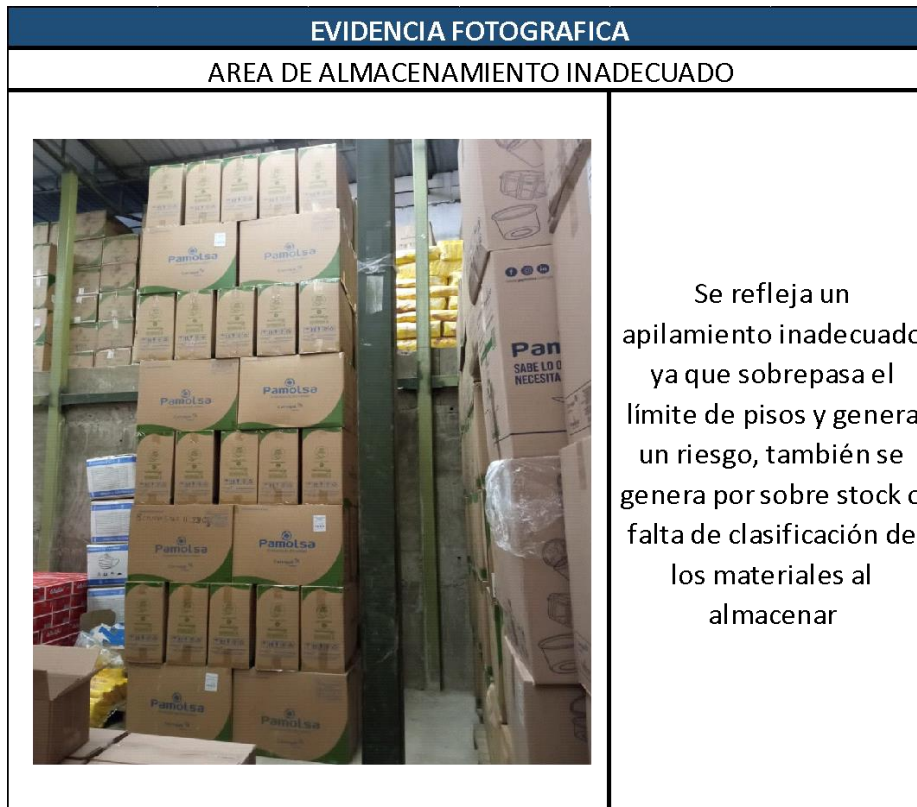 EVIDENCIA FOTOGRAFICA
AREA DE ALMACENAMIENTO INADECUADO
Pamolsa
Pamolsa
Pamolsa
Pamolsa
Pamolsa
Pamolsa
Pamolsa
Pamolsa
Pam
SABE LO Q
NECESITA
Se refleja un
apilamiento inadecuado
ya que sobrepasa el
límite de pisos y genera
un riesgo, también se
genera por sobre stock o
falta de clasificación de
los materiales al
almacenar